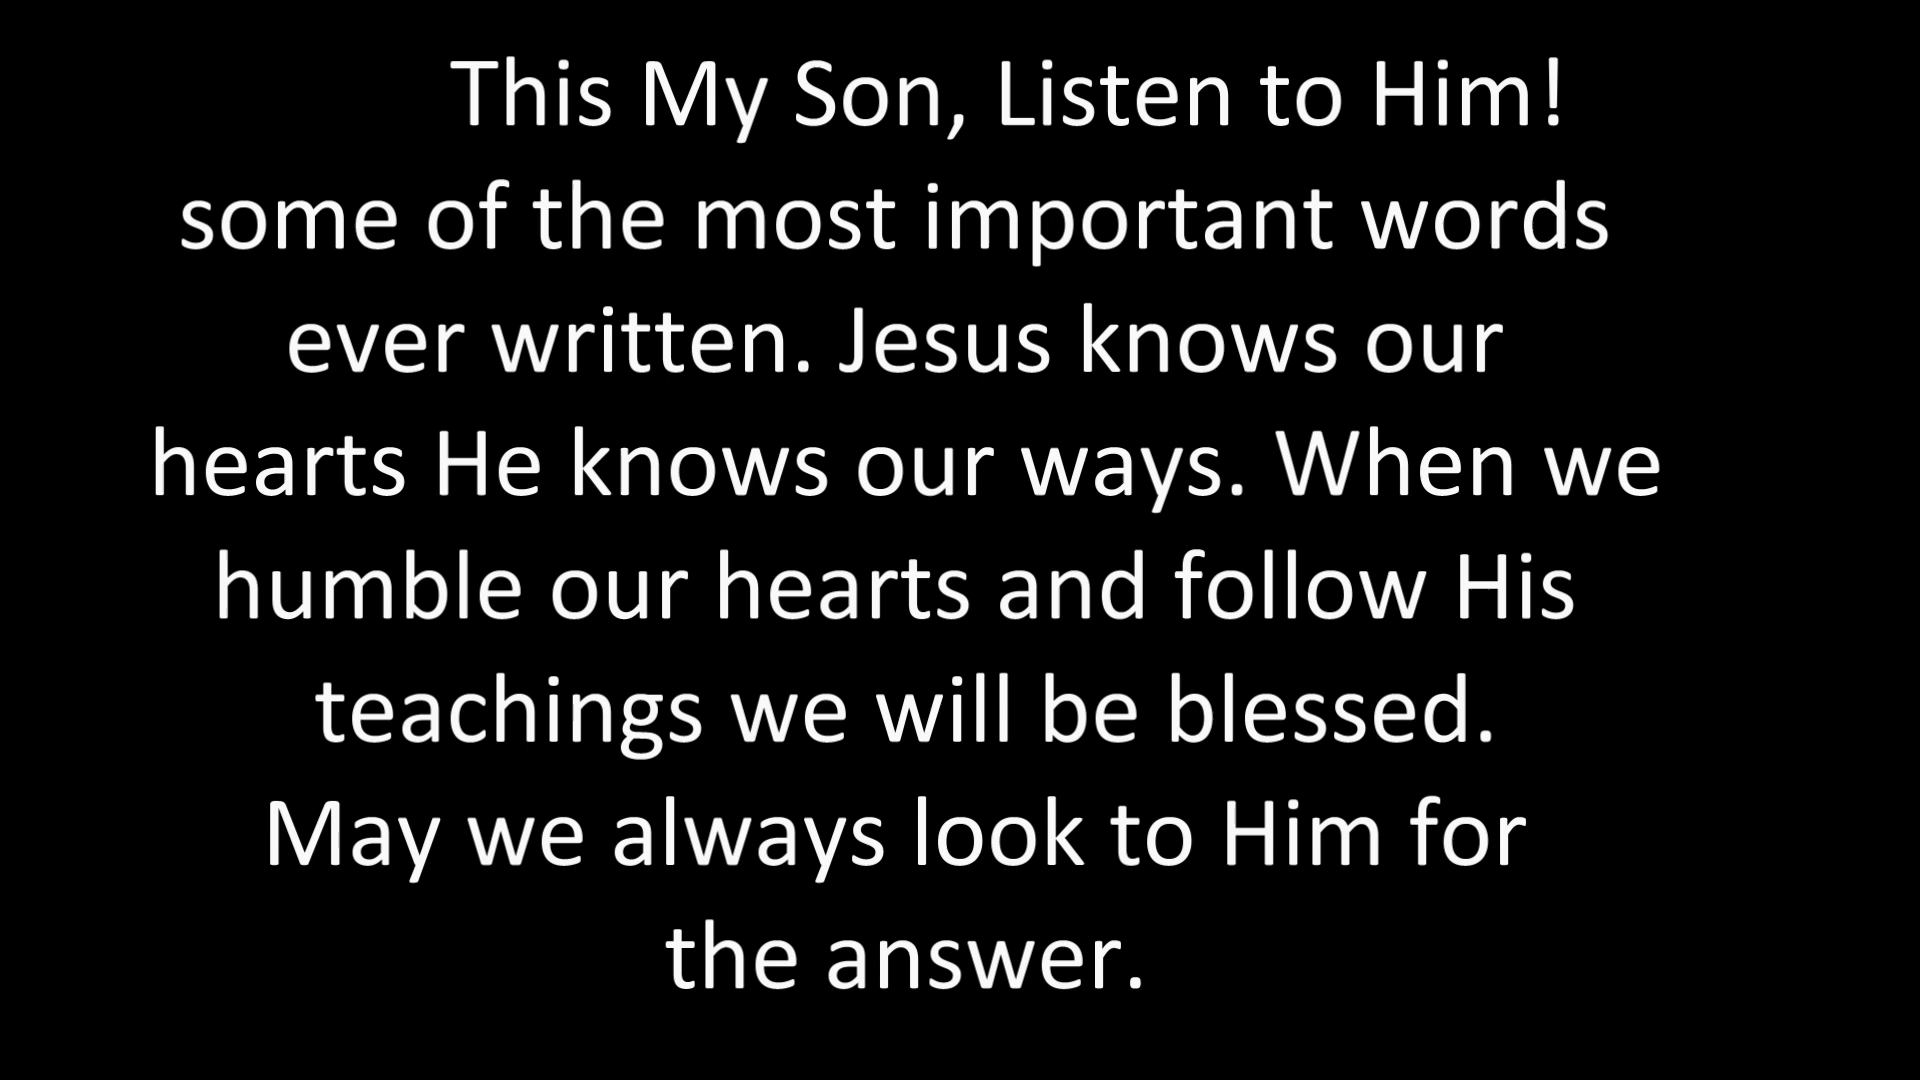 This My Son, Listen to Him!
some of the most important words
ever written. Jesus knows our
hearts He knows our ways. When we
humble our hearts and follow His
teachings we will be blessed.
May we always look to Him for
the answer.